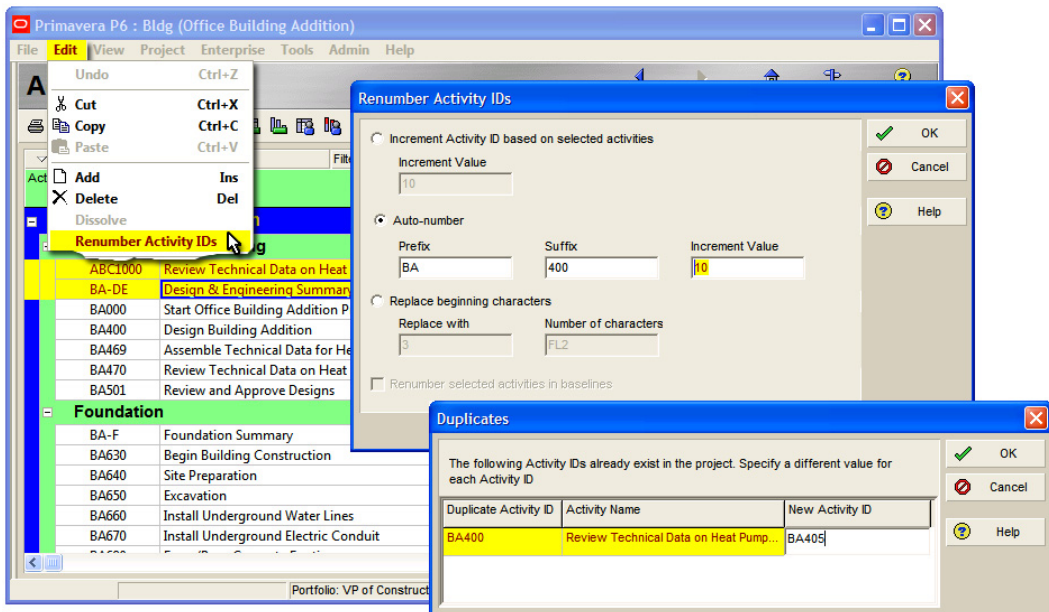 Primavera P6 : Bldg (Office Building Addition)
File Edit View Project Enterprise Tools Admin Help
Undo Ctrl+Z
Cut Ctrl+X
Copy Ctrl+C
Paste Ctrl+V
Add Ins
Delete Del
Dissolve
Renumber Activity IDs
A
Filte
Act
n
g
ABC1000 Review Technical Data on Heat
BA-DE Design & Engineering Summary
BA000 Start Office Building Addition P
BA400 Design Building Addition
BA469 Assemble Technical Data for He
BA470 Review Technical Data on Heat
BA501 Review and Approve Designs
Foundation
BA-F Foundation Summary
BA630 Begin Building Construction
BA640 Site Preparation
BA650 Excavation
BA660 Install Underground Water Lines
BA670 Install Underground Electric Conduit
Portfolio: VP of Construct
Renumber Activity IDs
Increment Activity ID based on selected activities
Increment Value
10
Auto-number
Prefix Suffix Increment Value
BA 400 10
Replace beginning characters
Replace with Number of characters
3 FL2
Renumber selected activities in baselines
OK
Cancel
Help
Duplicates
The following Activity IDs already exist in the project. Specify a different value for
each Activity ID
Duplicate Activity ID Activity Name New Activity ID
BA400 Review Technical Data on Heat Pump... BA405
OK
Cancel
Help